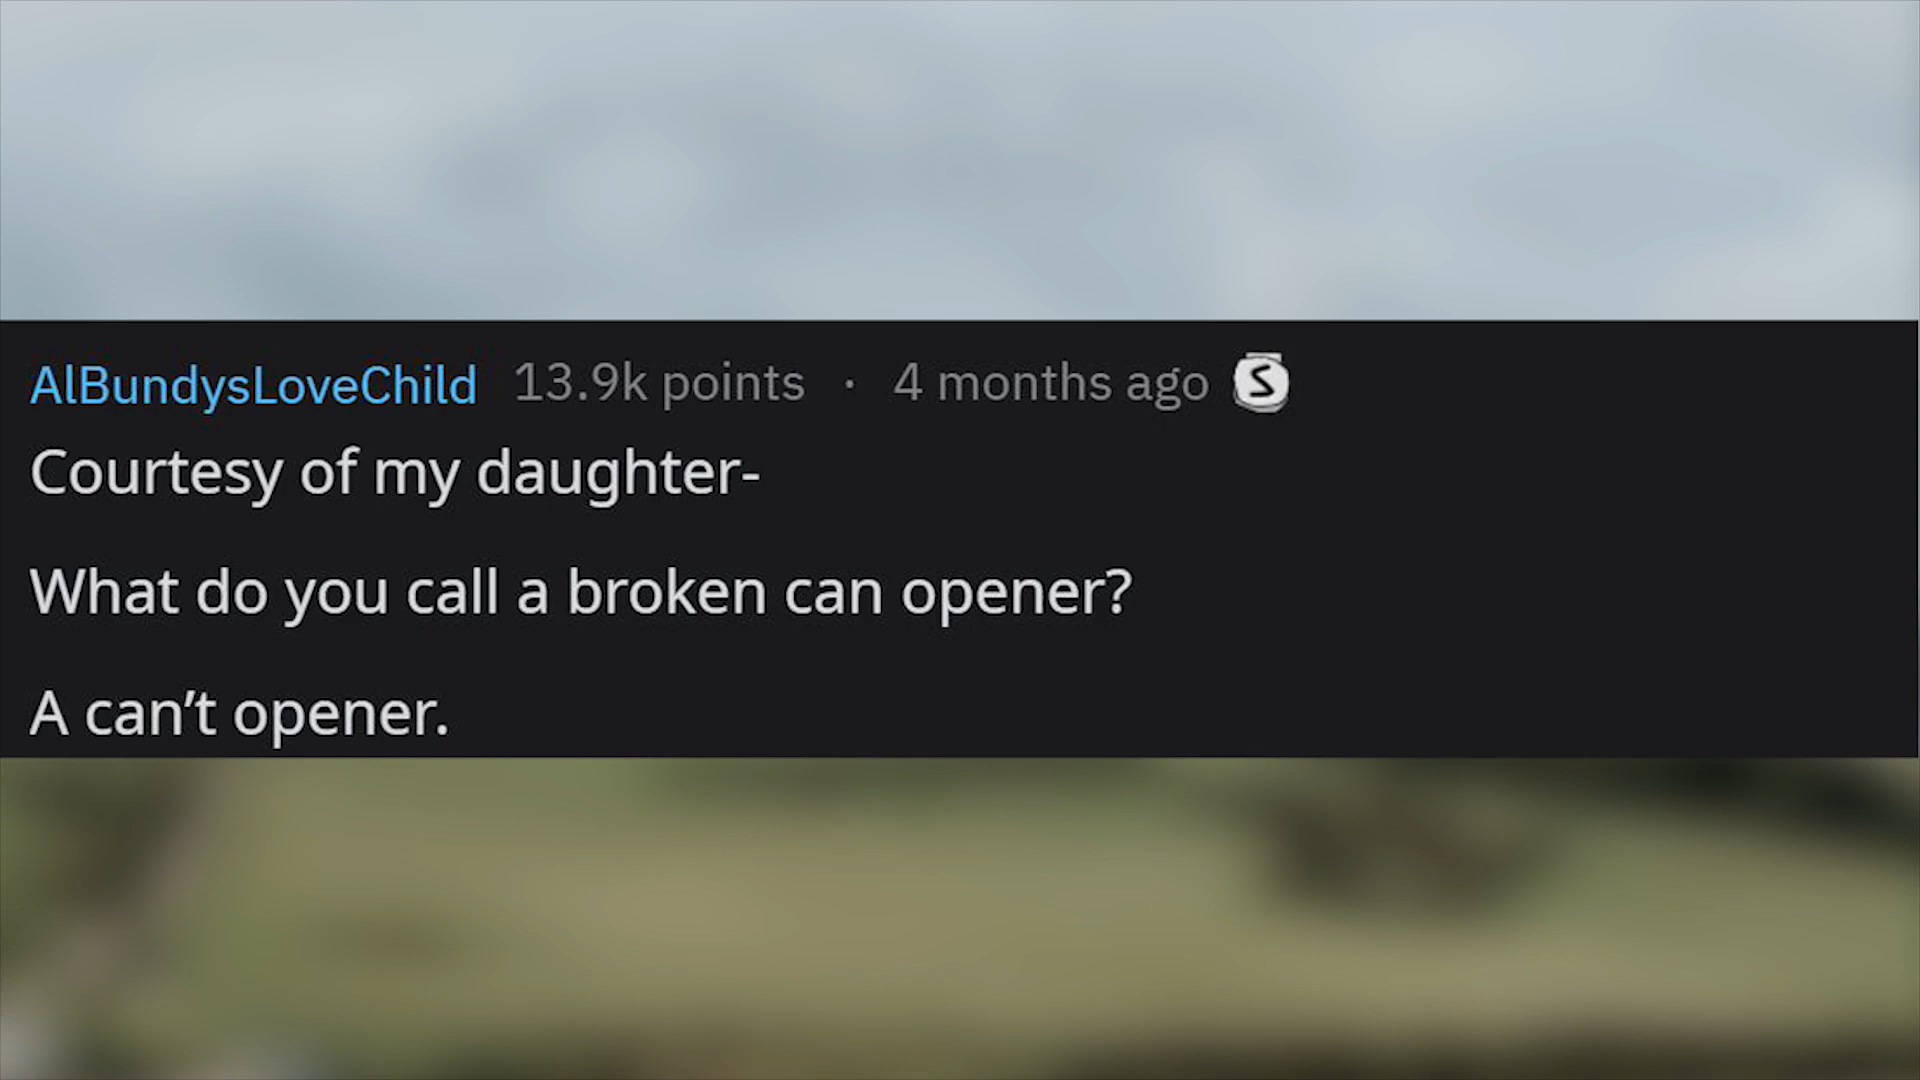 AlBundysLoveChild 13.9k points · 4 months ago S
Courtesy of my daughter-
What do you call a broken can opener?
A can’t opener.